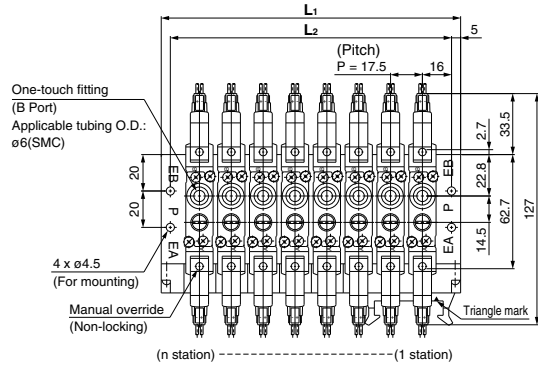 L1
L2
5
(Pitch)
P = 17.5
16
One-touch fitting
(B Port)
Applicable tubing O.D.:
ø6(SMC)
2.7
33.5
20
20
EB
P
EA
EB
P
EA
22.8
14.5
62.7
127
4 x ø4.5
(For mounting)
Manual override
(Non-locking)
Triangle mark
(n station)
(1 station)